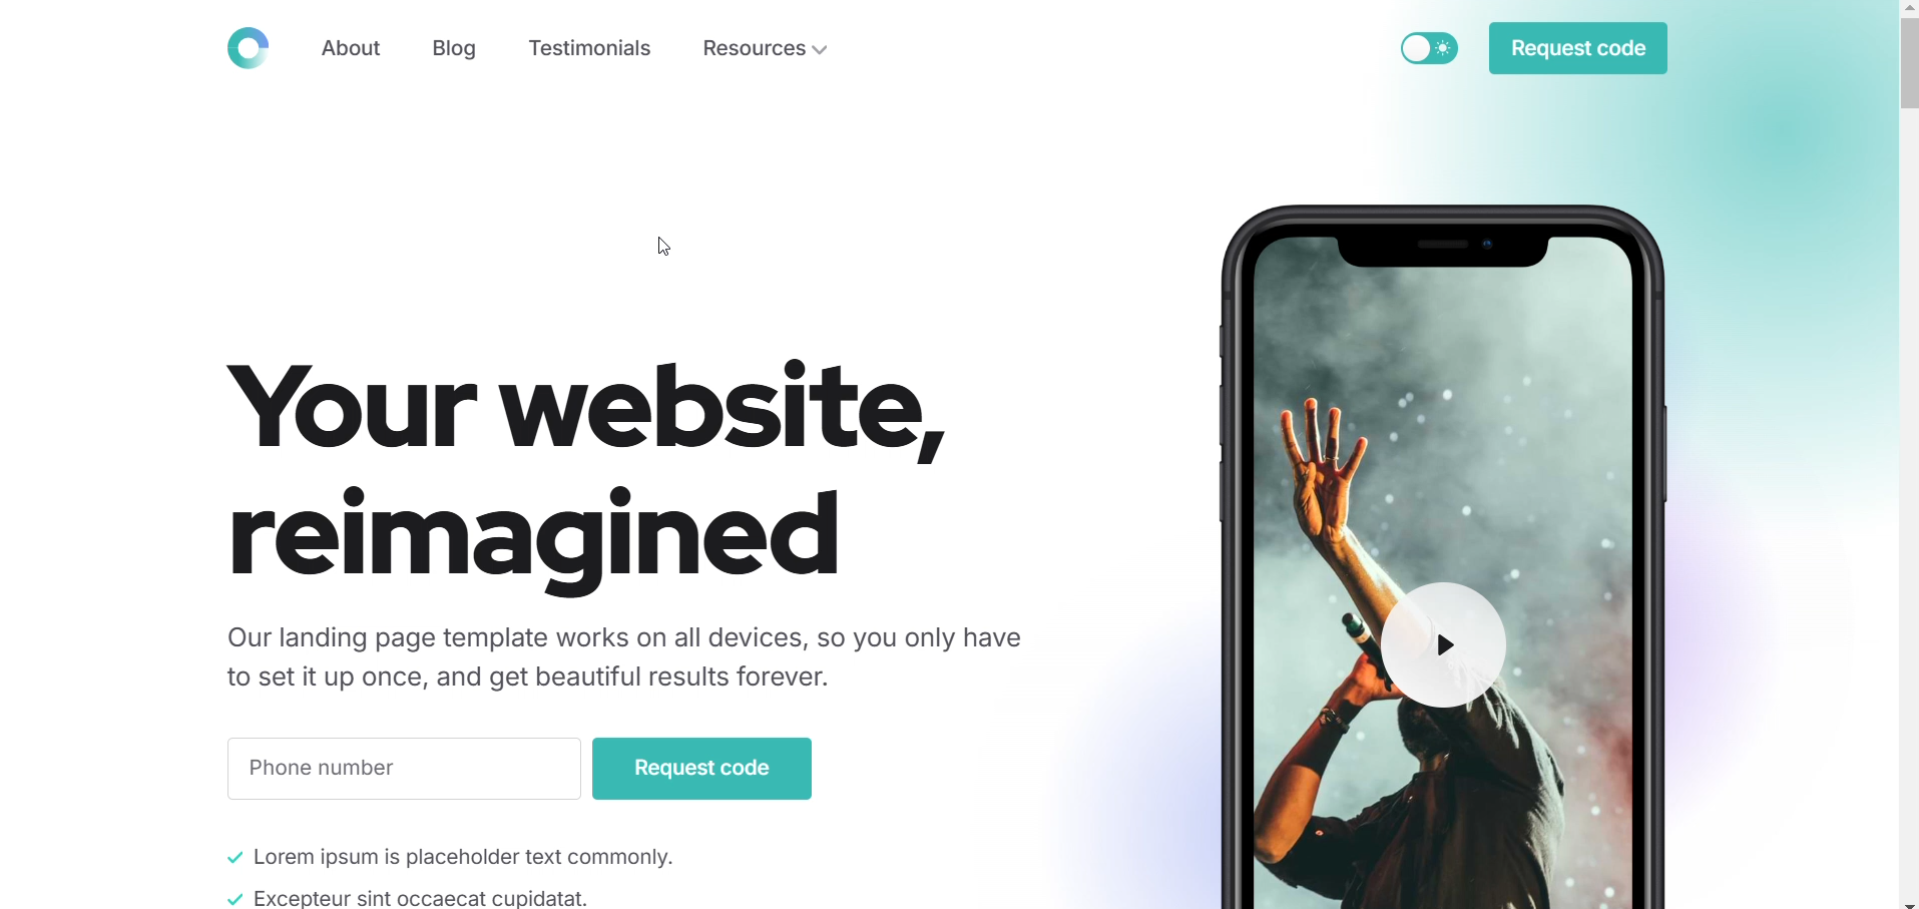 About Blog Testimonials Resources Request code
Your website,
reimagined
Our landing page template works on all devices, so you only have
to set it up once, and get beautiful results forever.
Phone number Request code
Lorem ipsum is placeholder text commonly.
Excepteur sint occaecat cupidatat.